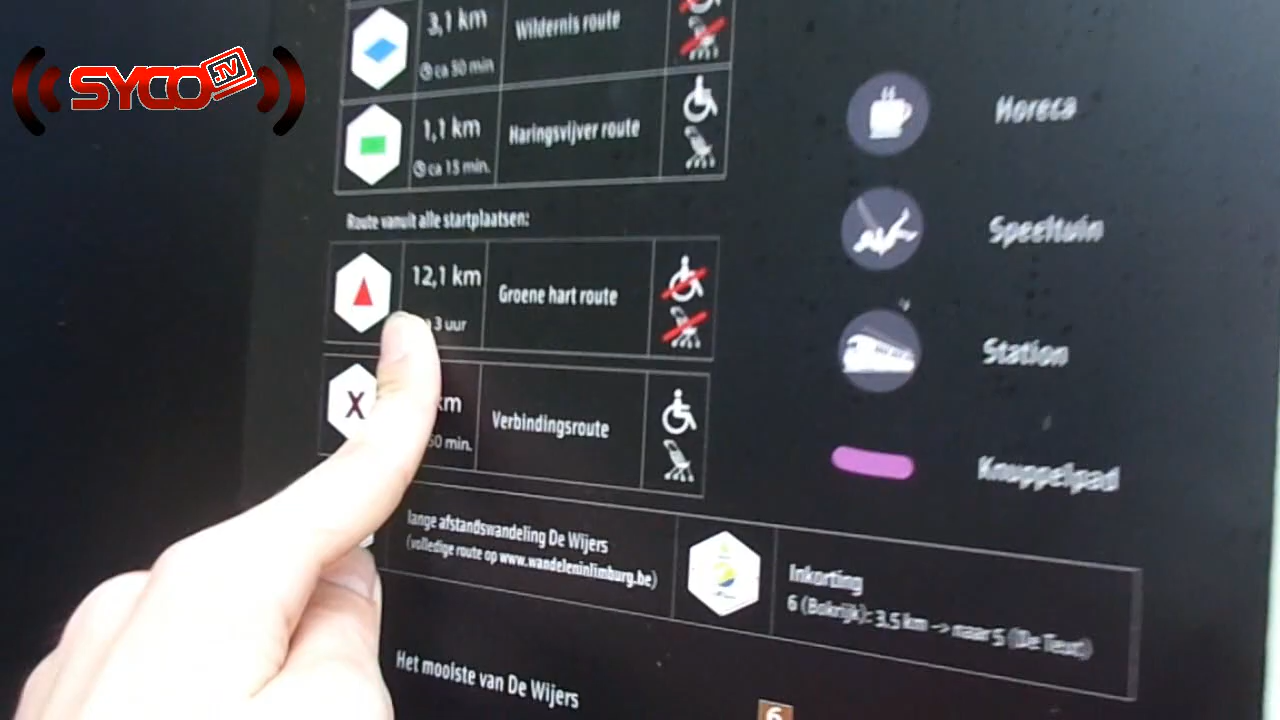 SYCO.TV
3,1 km
ca 50 min
Wildernis route
1,1 km
ca 15 min.
Haringsvijver route
Route vanuit alle startplaatsen:
12,1 km
3 uur
Groene hart route
X
km
50 min.
Verbindingsroute
lange afstandswandeling De Wijers
(volledige route op www.wandeleninlimburg.be)
Inkorting
6 (Bokrijk): 3.5 km -> naar 5 (De Teut)
Het mooiste van De Wijers
6
Horeca
Speeltuin
Station
Knuppelpad